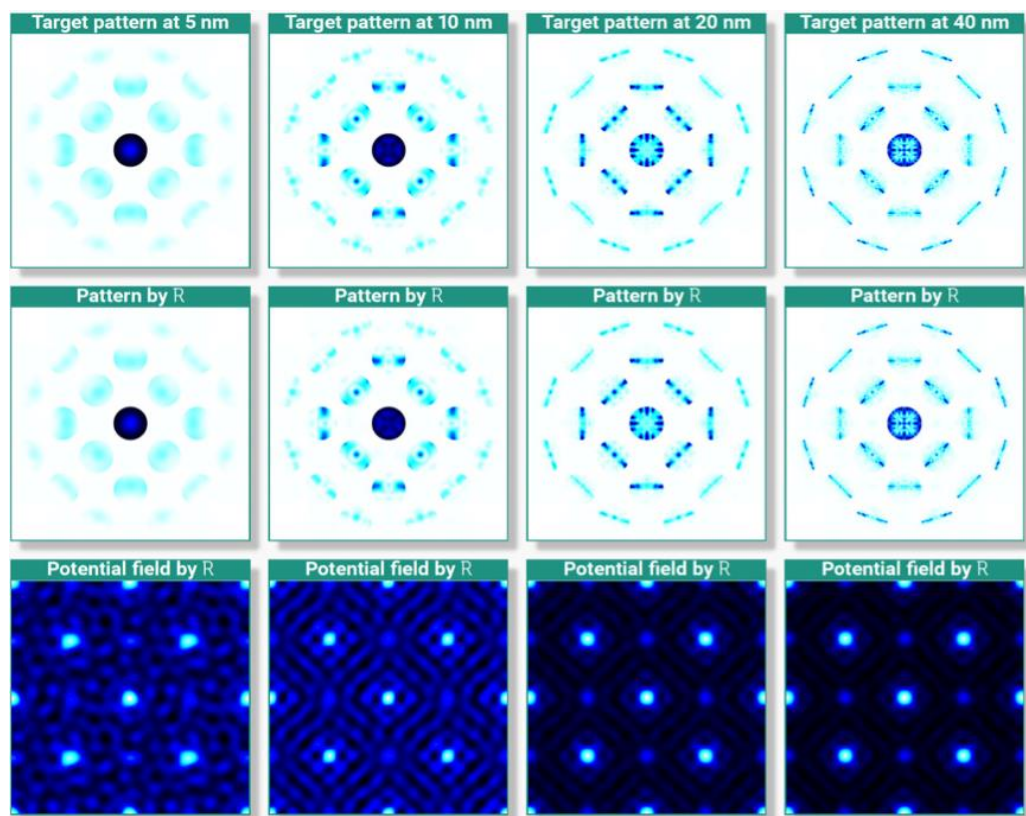 Target pattern at 5 nm
Target pattern at 10 nm
Target pattern at 20 nm
Target pattern at 40 nm
Pattern by R
Pattern by R
Pattern by R
Pattern by R
Potential field by R
Potential field by R
Potential field by R
Potential field by R